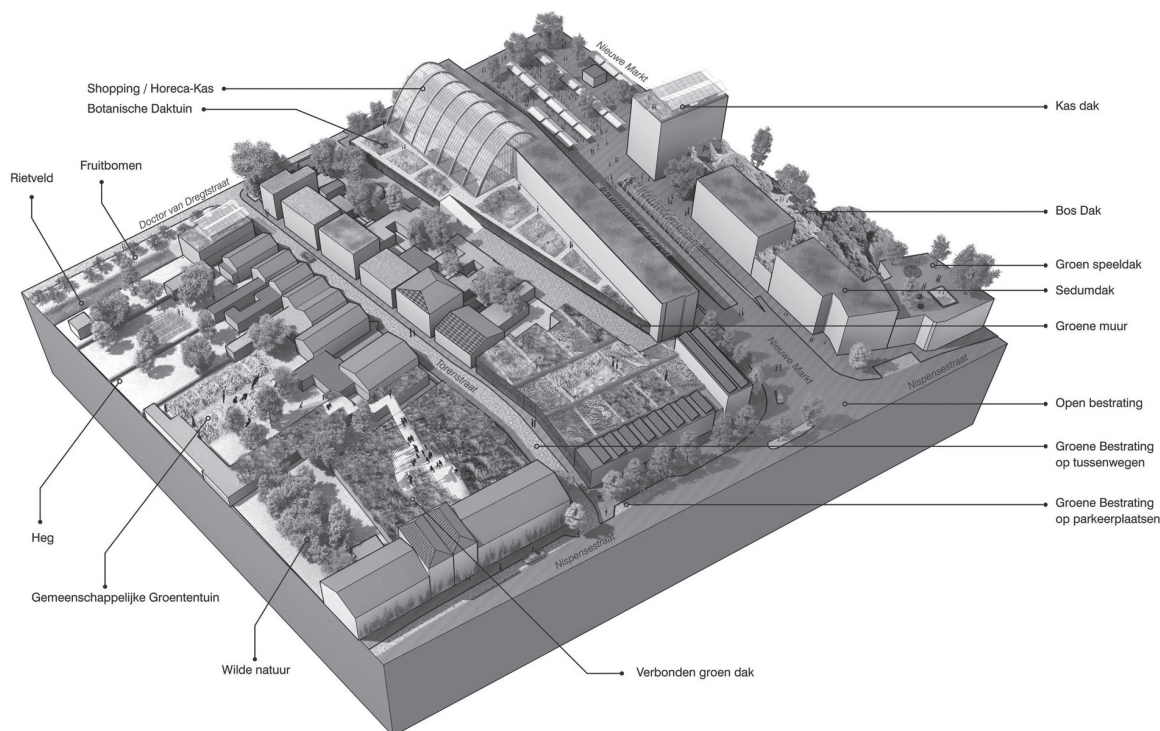 Nieuwe Markt
Shopping / Horeca-Kas
Botanische Daktuin
Kas dak
Fruitbomen
Rietveld
Doctor van Dregtstraat
Bos Dak
Groen speeldak
Sedumdak
Groene muur
Nieuwe Markt
Nispensestraat
Torenstraat
Open bestrating
Groene Bestrating
op tussenwegen
Groene Bestrating
op parkeerplaatsen
Heg
Nispensestraat
Gemeenschappelijke Groententuin
Wilde natuur
Verbonden groen dak